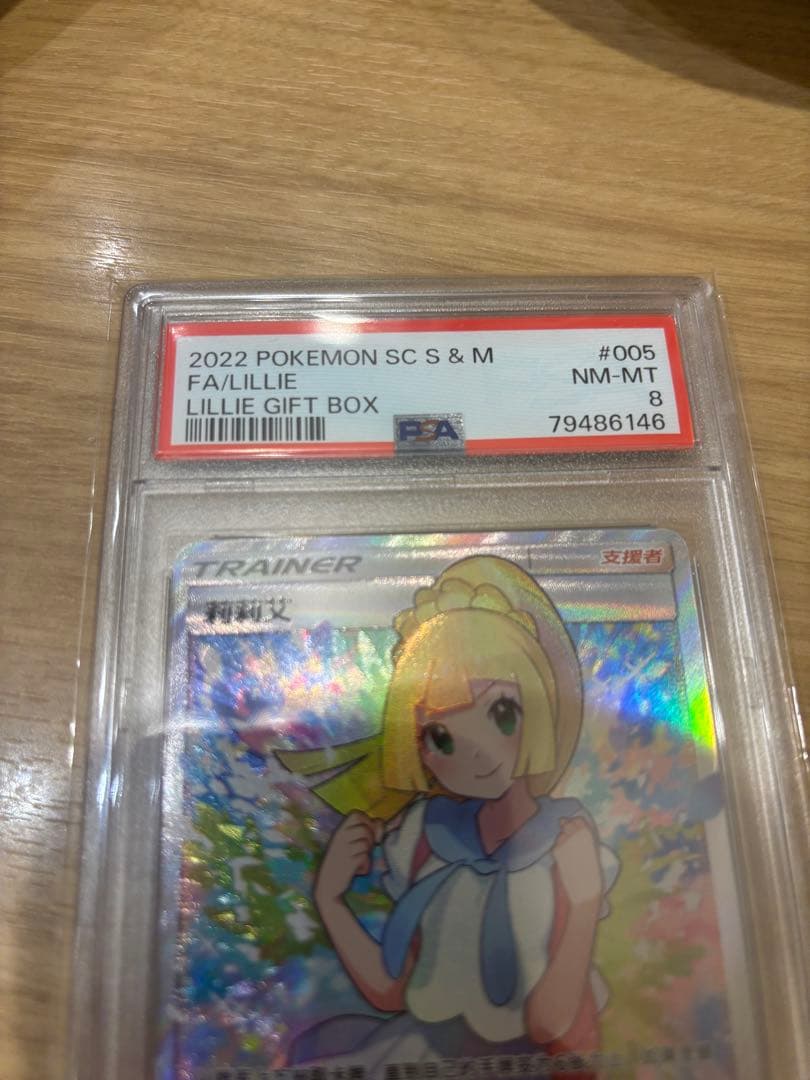 2022 POKEMON SC S & M #005
FA/LILLIE NM-MT
LILLIE GIFT BOX 8
PSA 79486146
TRAINER 支援者
莉莉艾